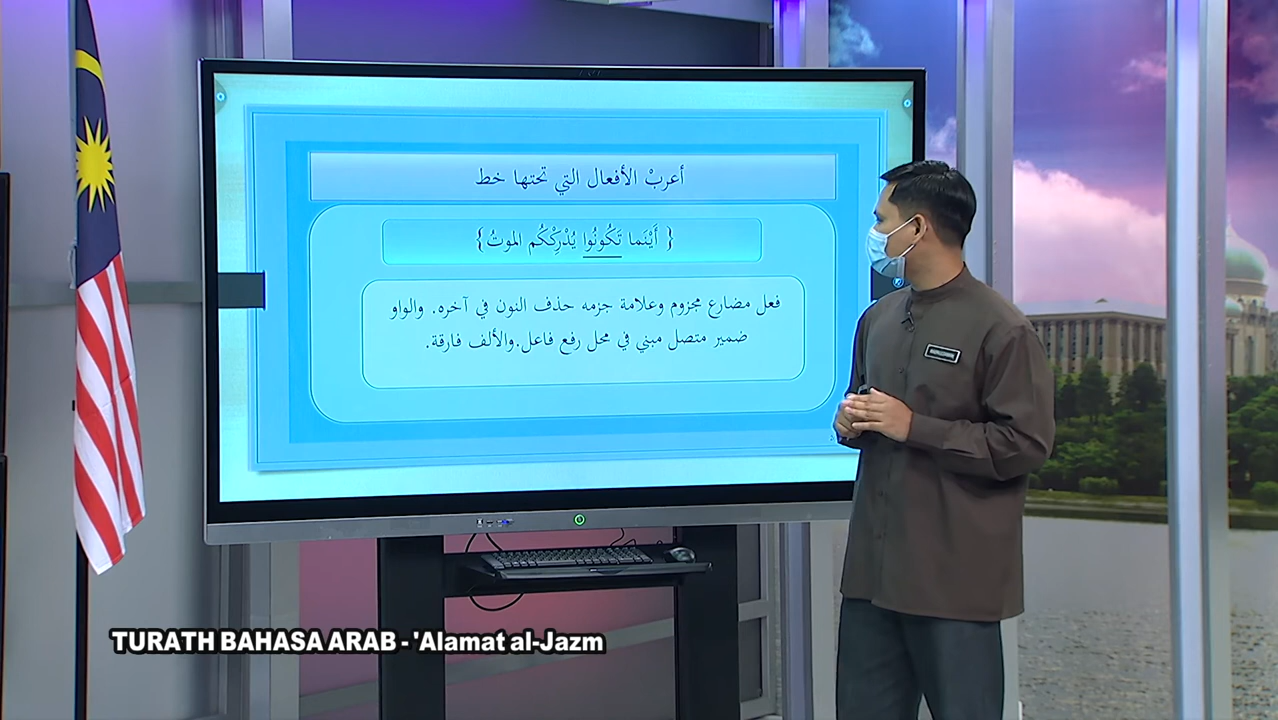 أعربْ الأفعال التي تحتها خط
{ أَيْنَما تَكُونُوا يُدْرِكْكُم الموتُ}
فعل مضارع مجزوم وعلامة جزمه حذف النون في آخره. والواو
ضمير متصل مبني في محل رفع فاعل.والألف فارقة.
TURATH BAHASA ARAB - 'Alamat al-Jazm